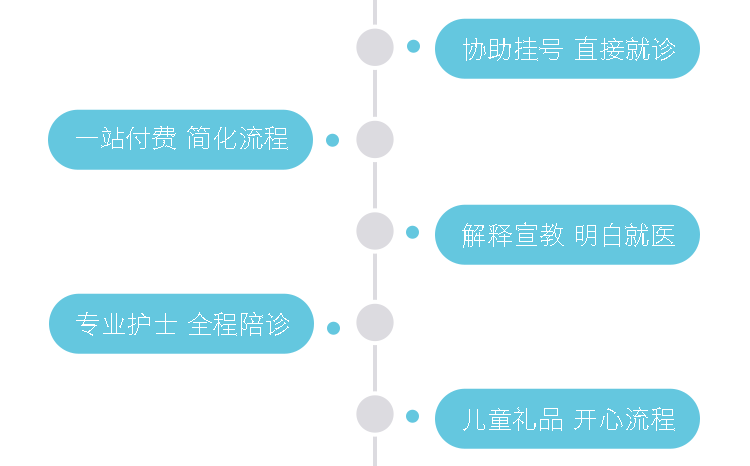 协助挂号 直接就诊
一站付费 简化流程
解释宣教 明白就医
专业护士 全程陪诊
儿童礼品 开心流程